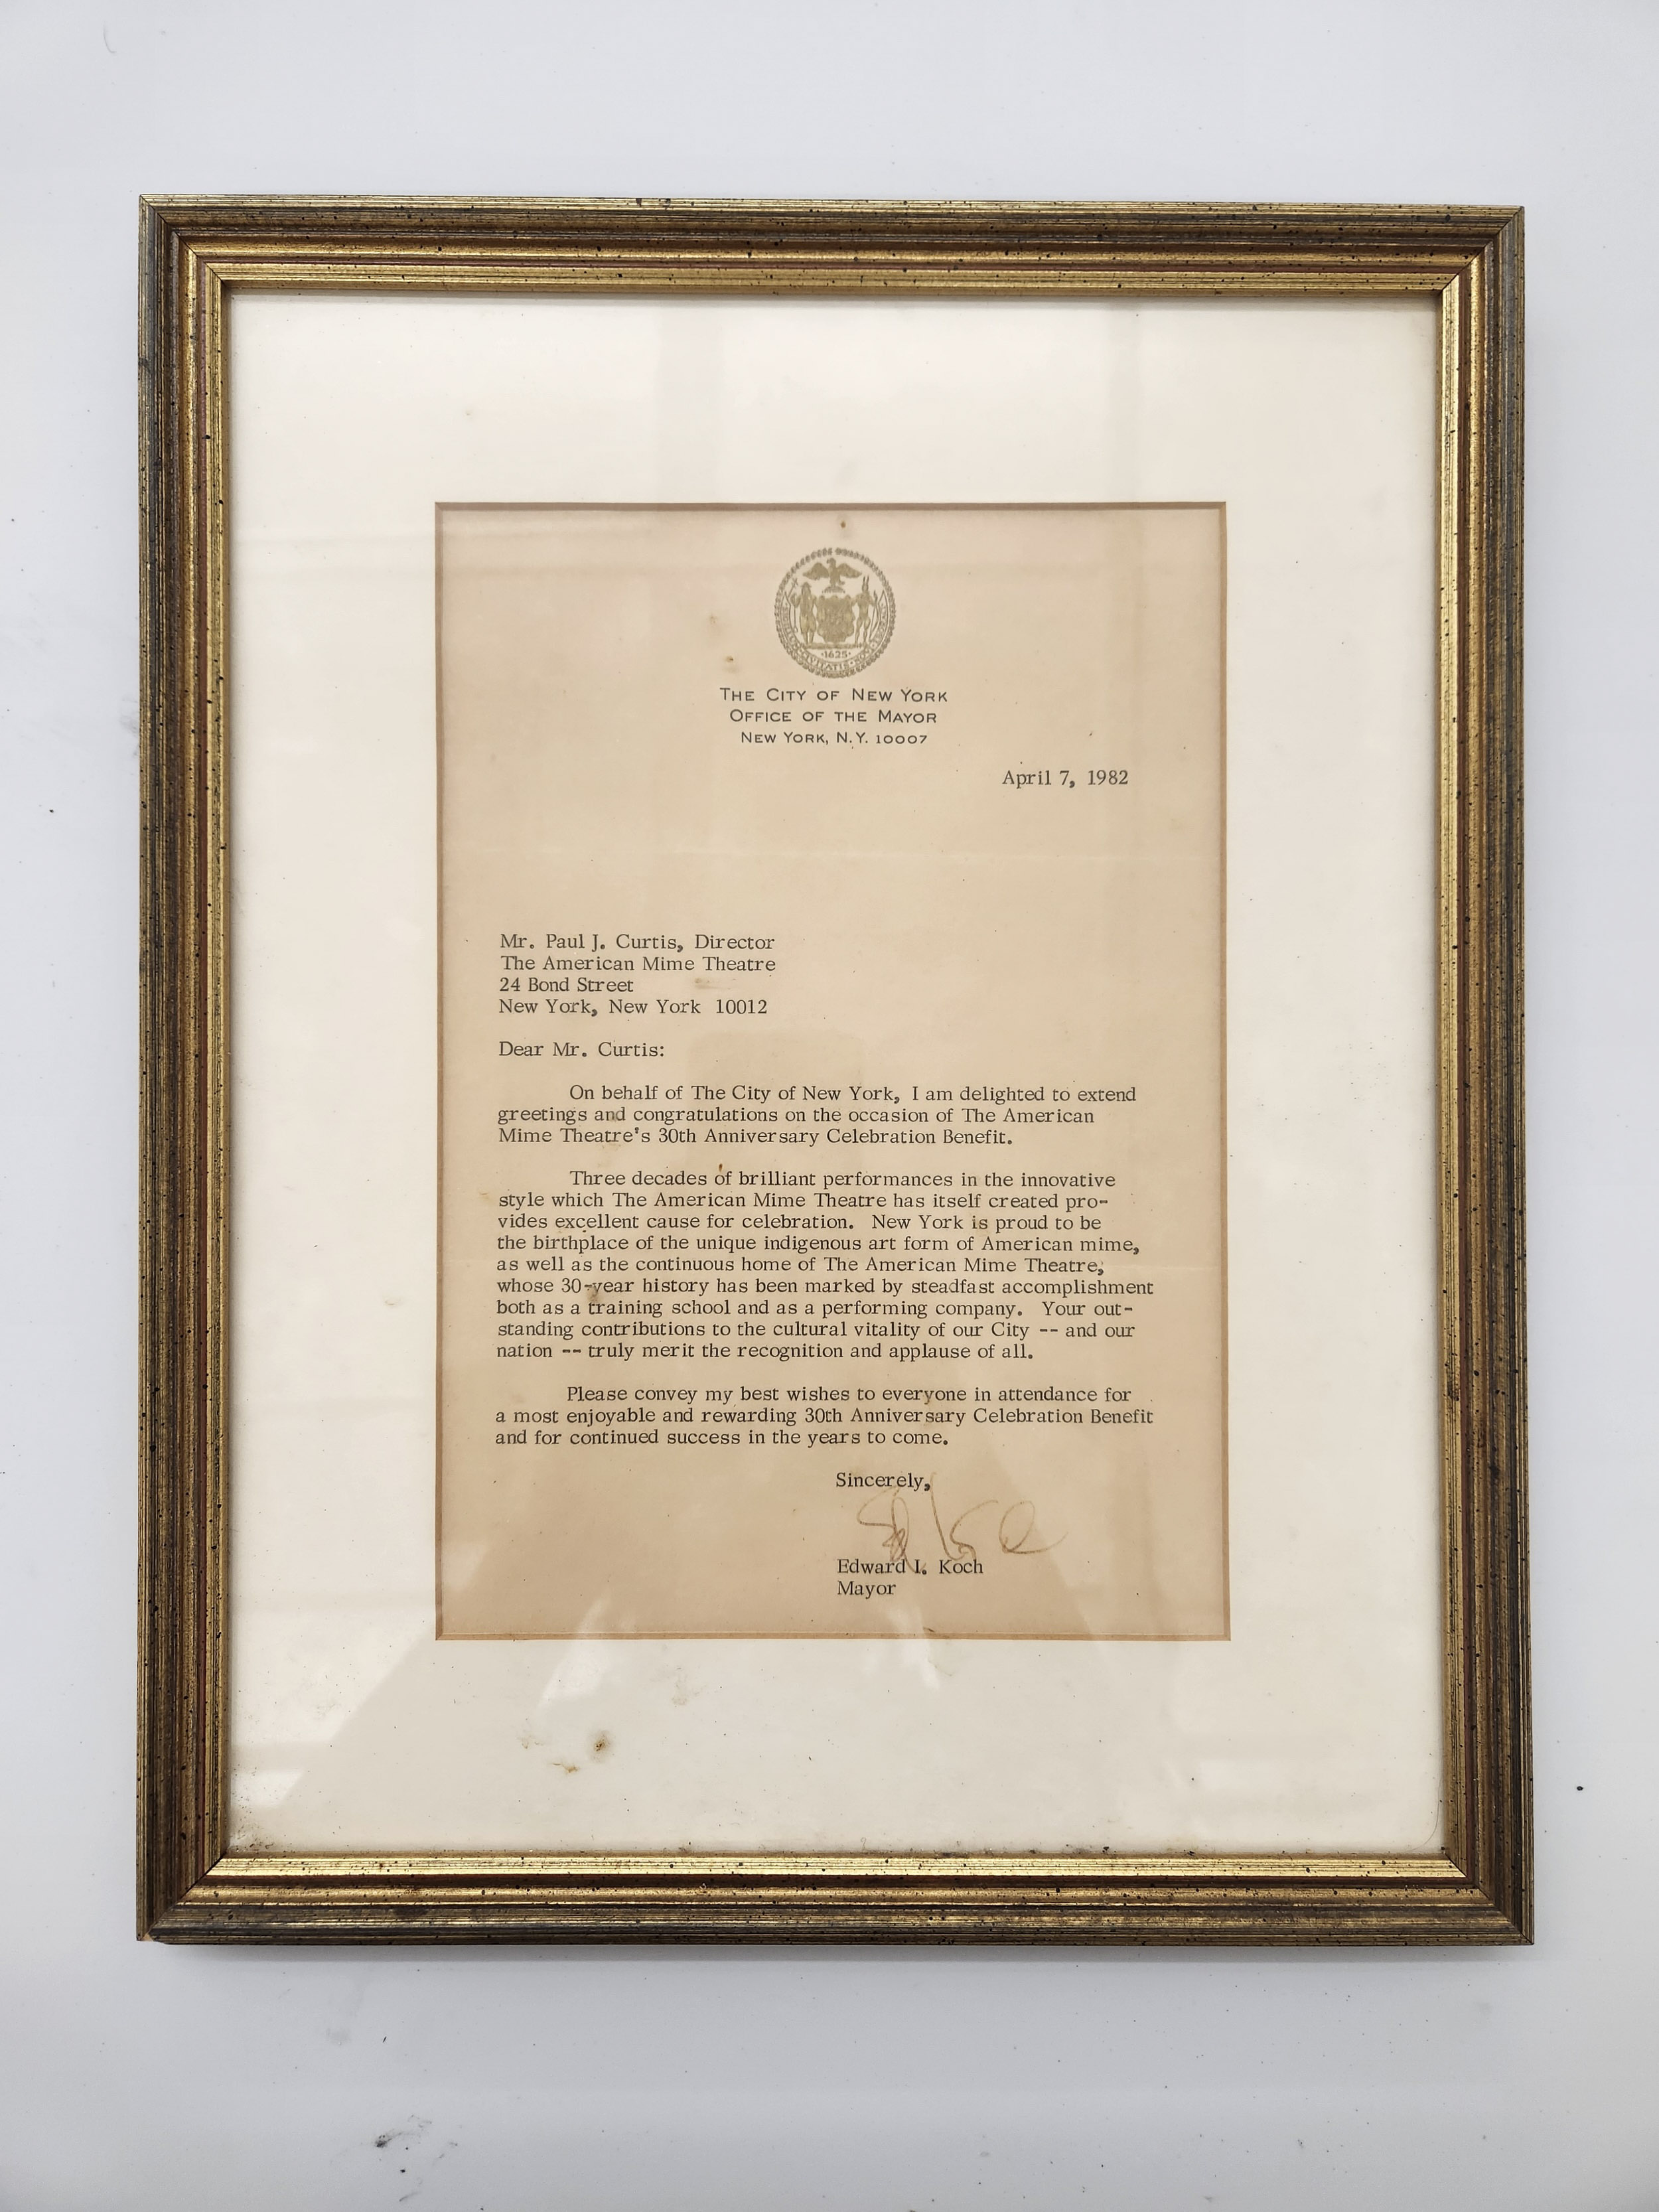 ·1625·
THE CITY OF NEW YORK
OFFICE OF THE MAYOR
NEW YORK, N.Y. 10007
April 7, 1982
Mr. Paul J. Curtis, Director
The American Mime Theatre
24 Bond Street
New York, New York 10012
Dear Mr. Curtis:
On behalf of The City of New York, I am delighted to extend
greetings and congratulations on the occasion of The American
Mime Theatre's 30th Anniversary Celebration Benefit.
Three decades of brilliant performances in the innovative
style which The American Mime Theatre has itself created pro-
vides excellent cause for celebration. New York is proud to be
the birthplace of the unique indigenous art form of American mime,
as well as the continuous home of The American Mime Theatre,
whose 30-year history has been marked by steadfast accomplishment
both as a training school and as a performing company. Your out-
standing contributions to the cultural vitality of our City -- and our
nation -- truly merit the recognition and applause of all.
Please convey my best wishes to everyone in attendance for
a most enjoyable and rewarding 30th Anniversary Celebration Benefit
and for continued success in the years to come.
Sincerely,
Edward I. Koch
Mayor